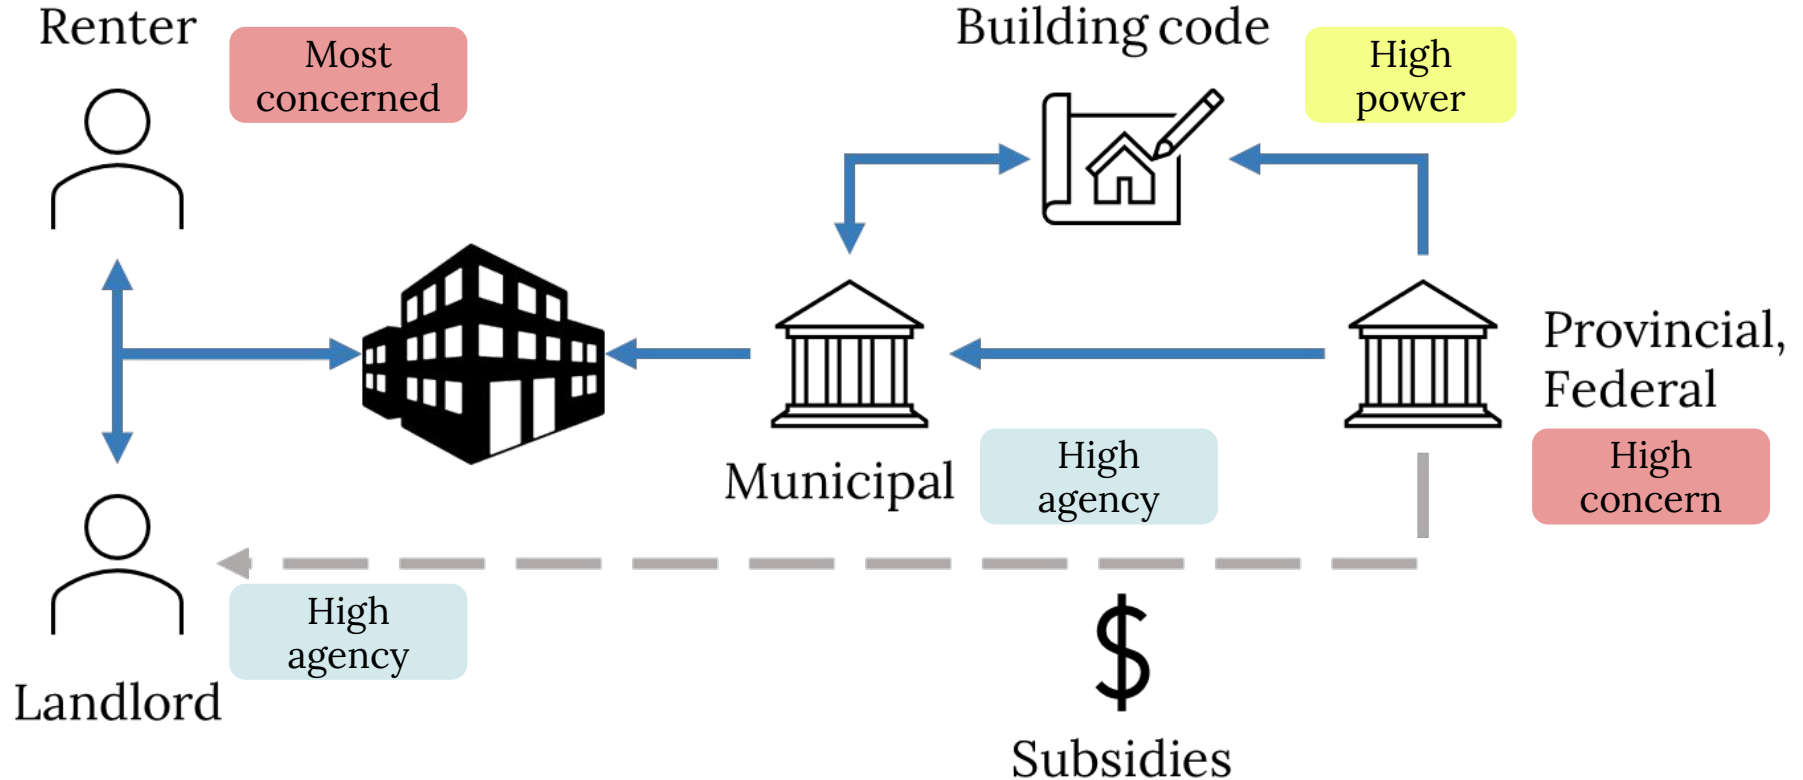 Renter
Most
concerned
Building code
High
power
Provincial,
Federal
High
concern
Municipal
High
agency
High
agency
Landlord
$
Subsidies